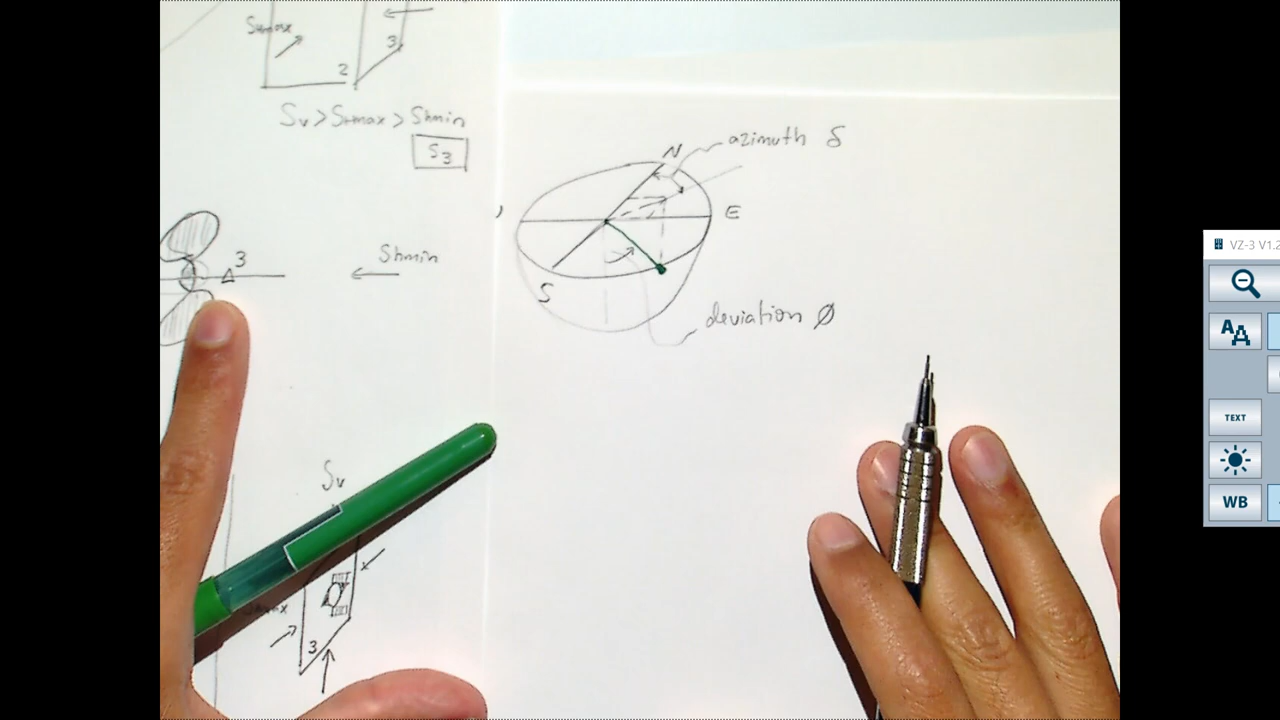 SHmax
3
2
Sv > SHmax > Shmin
S3
3
Shmin
Sv
3
N
azimuth δ
E
S
deviation ø
VZ-3 V1.2
AA
TEXT
WB